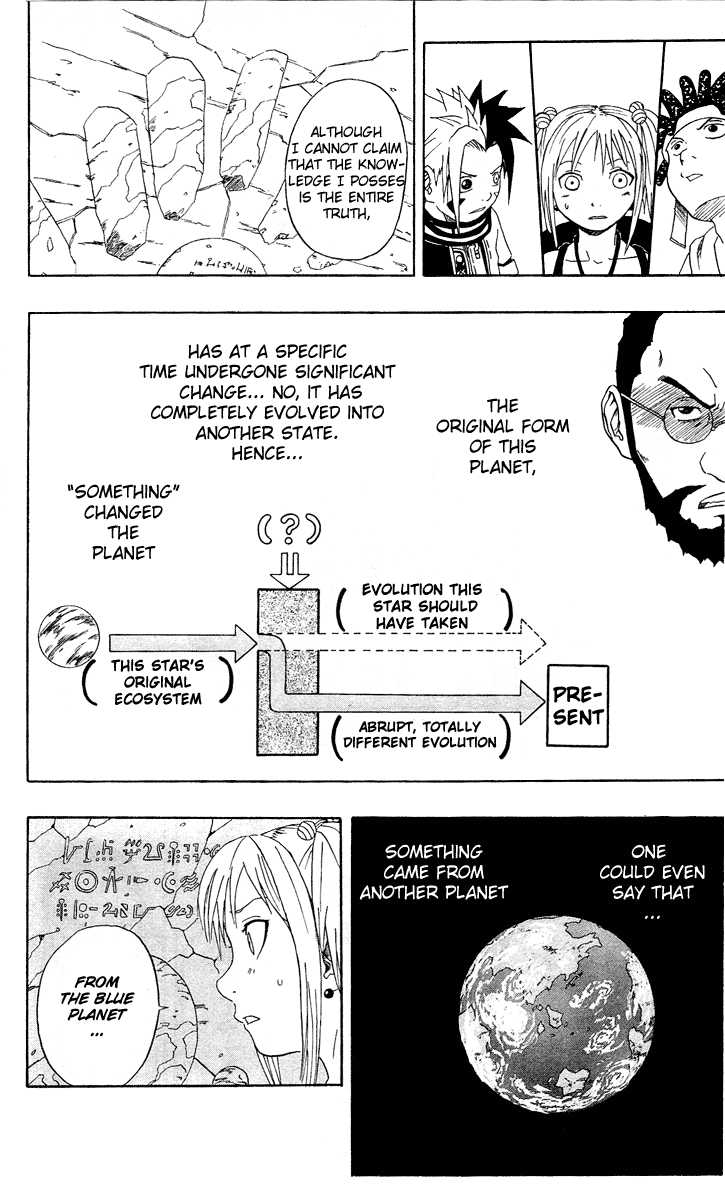 ALTHOUGH
I CANNOT CLAIM
THAT THE KNOW-
LEDGE I POSSES
IS THE ENTIRE
TRUTH,
THE
ORIGINAL FORM
OF THIS
PLANET,
HAS AT A SPECIFIC
TIME UNDERGONE SIGNIFICANT
CHANGE... NO, IT HAS
COMPLETELY EVOLVED INTO
ANOTHER STATE.
HENCE...
"SOMETHING"
CHANGED
THE
PLANET
(?)
(EVOLUTION THIS
STAR SHOULD
HAVE TAKEN)
(THIS STAR'S
ORIGINAL
ECOSYSTEM)
PRE-
SENT
(ABRUPT, TOTALLY
DIFFERENT EVOLUTION)
ONE
COULD EVEN
SAY THAT
...
SOMETHING
CAME FROM
ANOTHER PLANET
FROM
THE BLUE
PLANET
...